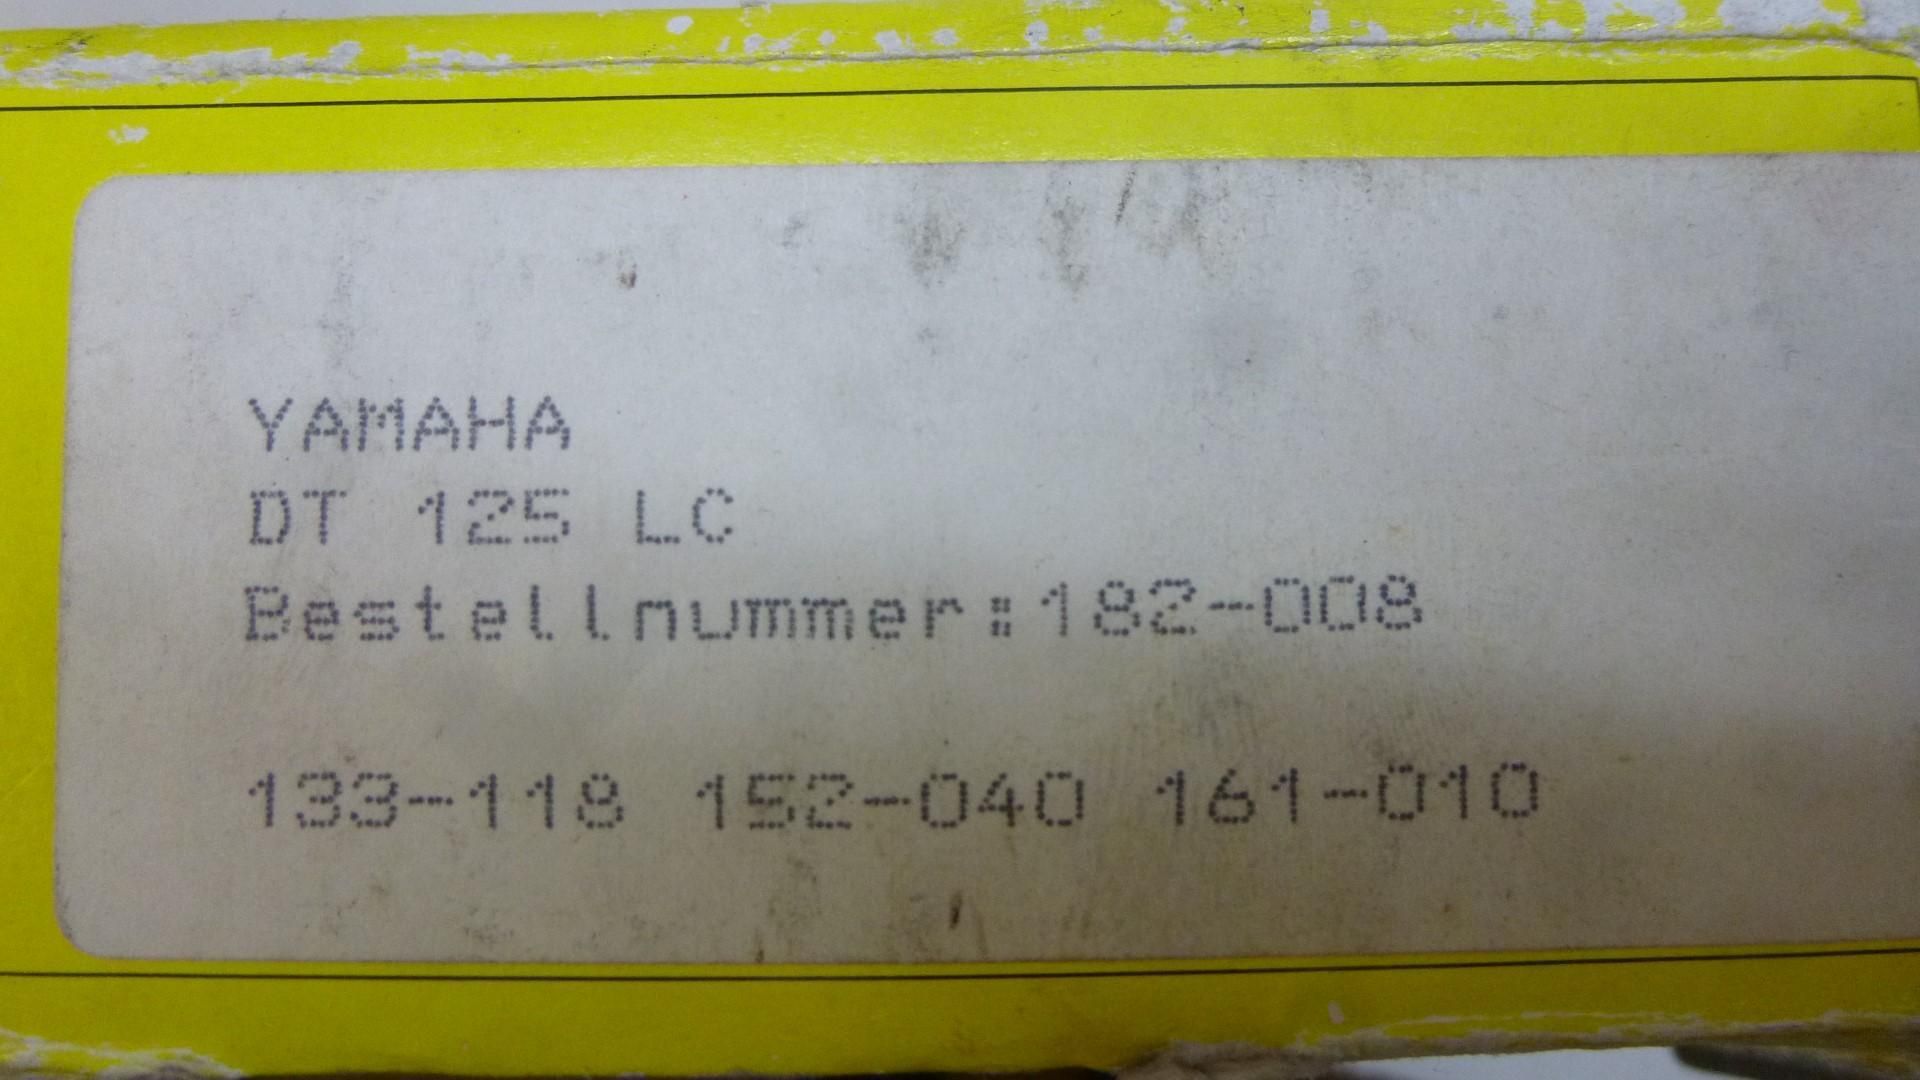 YAMAHA
DT 125 LC
Bestellnummer:182-008
133-118 152-040 161-010